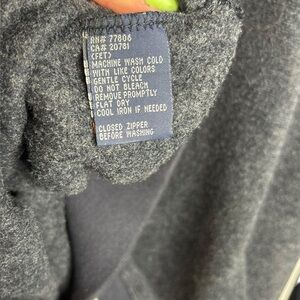 RN# 77806
CA# 20781
(FET)
MACHINE WASH COLD
WITH LIKE COLORS
GENTLE CYCLE
DO NOT BLEACH
REMOVE PROMPTLY
FLAT DRY
COOL IRON IF NEEDED
CLOSED ZIPPER
BEFORE WASHING